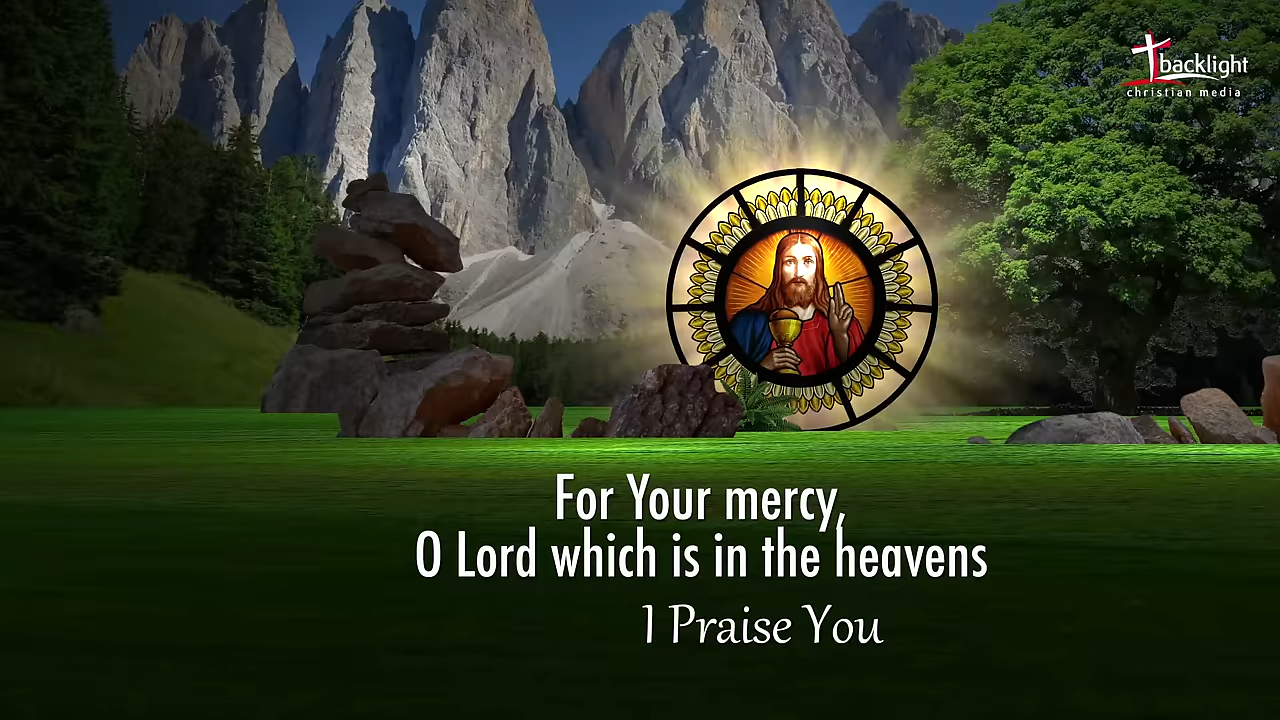 backlight
christian media
For Your mercy,
O Lord which is in the heavens
I Praise You